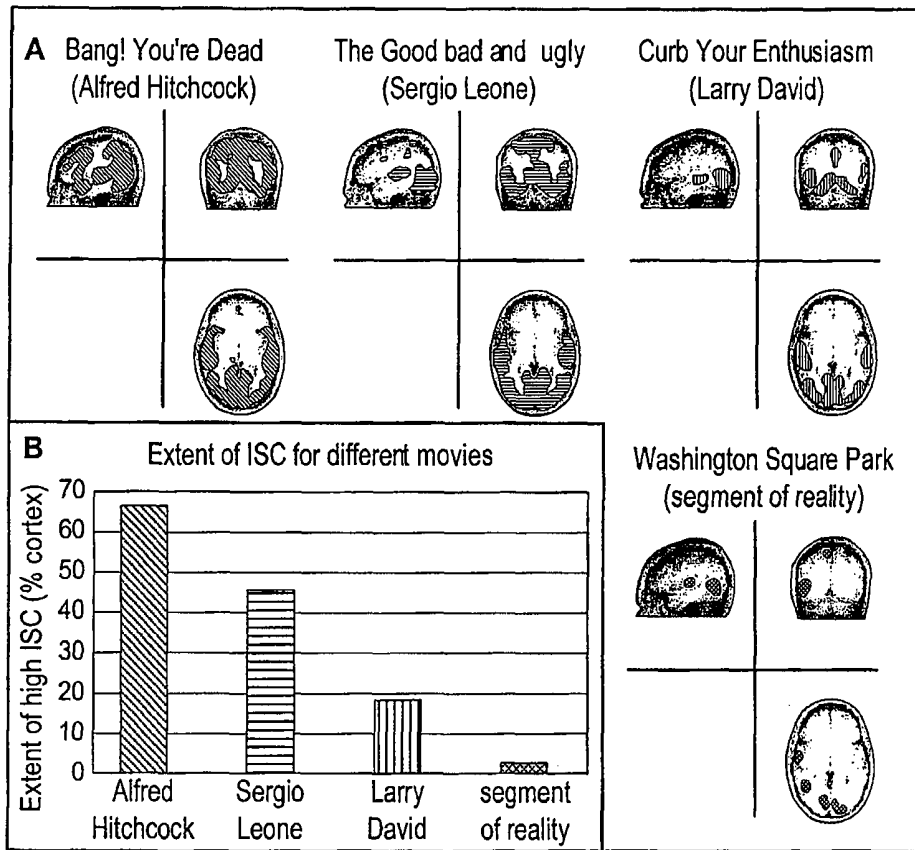 A
Bang! You're Dead
(Alfred Hitchcock)
The Good bad and ugly
(Sergio Leone)
Curb Your Enthusiasm
(Larry David)
B
Extent of ISC for different movies
Extent of high ISC (% cortex)
70
60
50
40
30
20
10
0
Alfred
Hitchcock
Sergio
Leone
Larry
David
segment
of reality
Washington Square Park
(segment of reality)